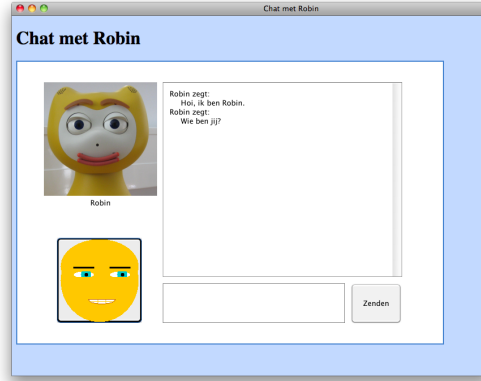 Chat met Robin
Chat met Robin
Robin zegt:
Hoi, ik ben Robin.
Robin zegt:
Wie ben jij?
Robin
Zenden